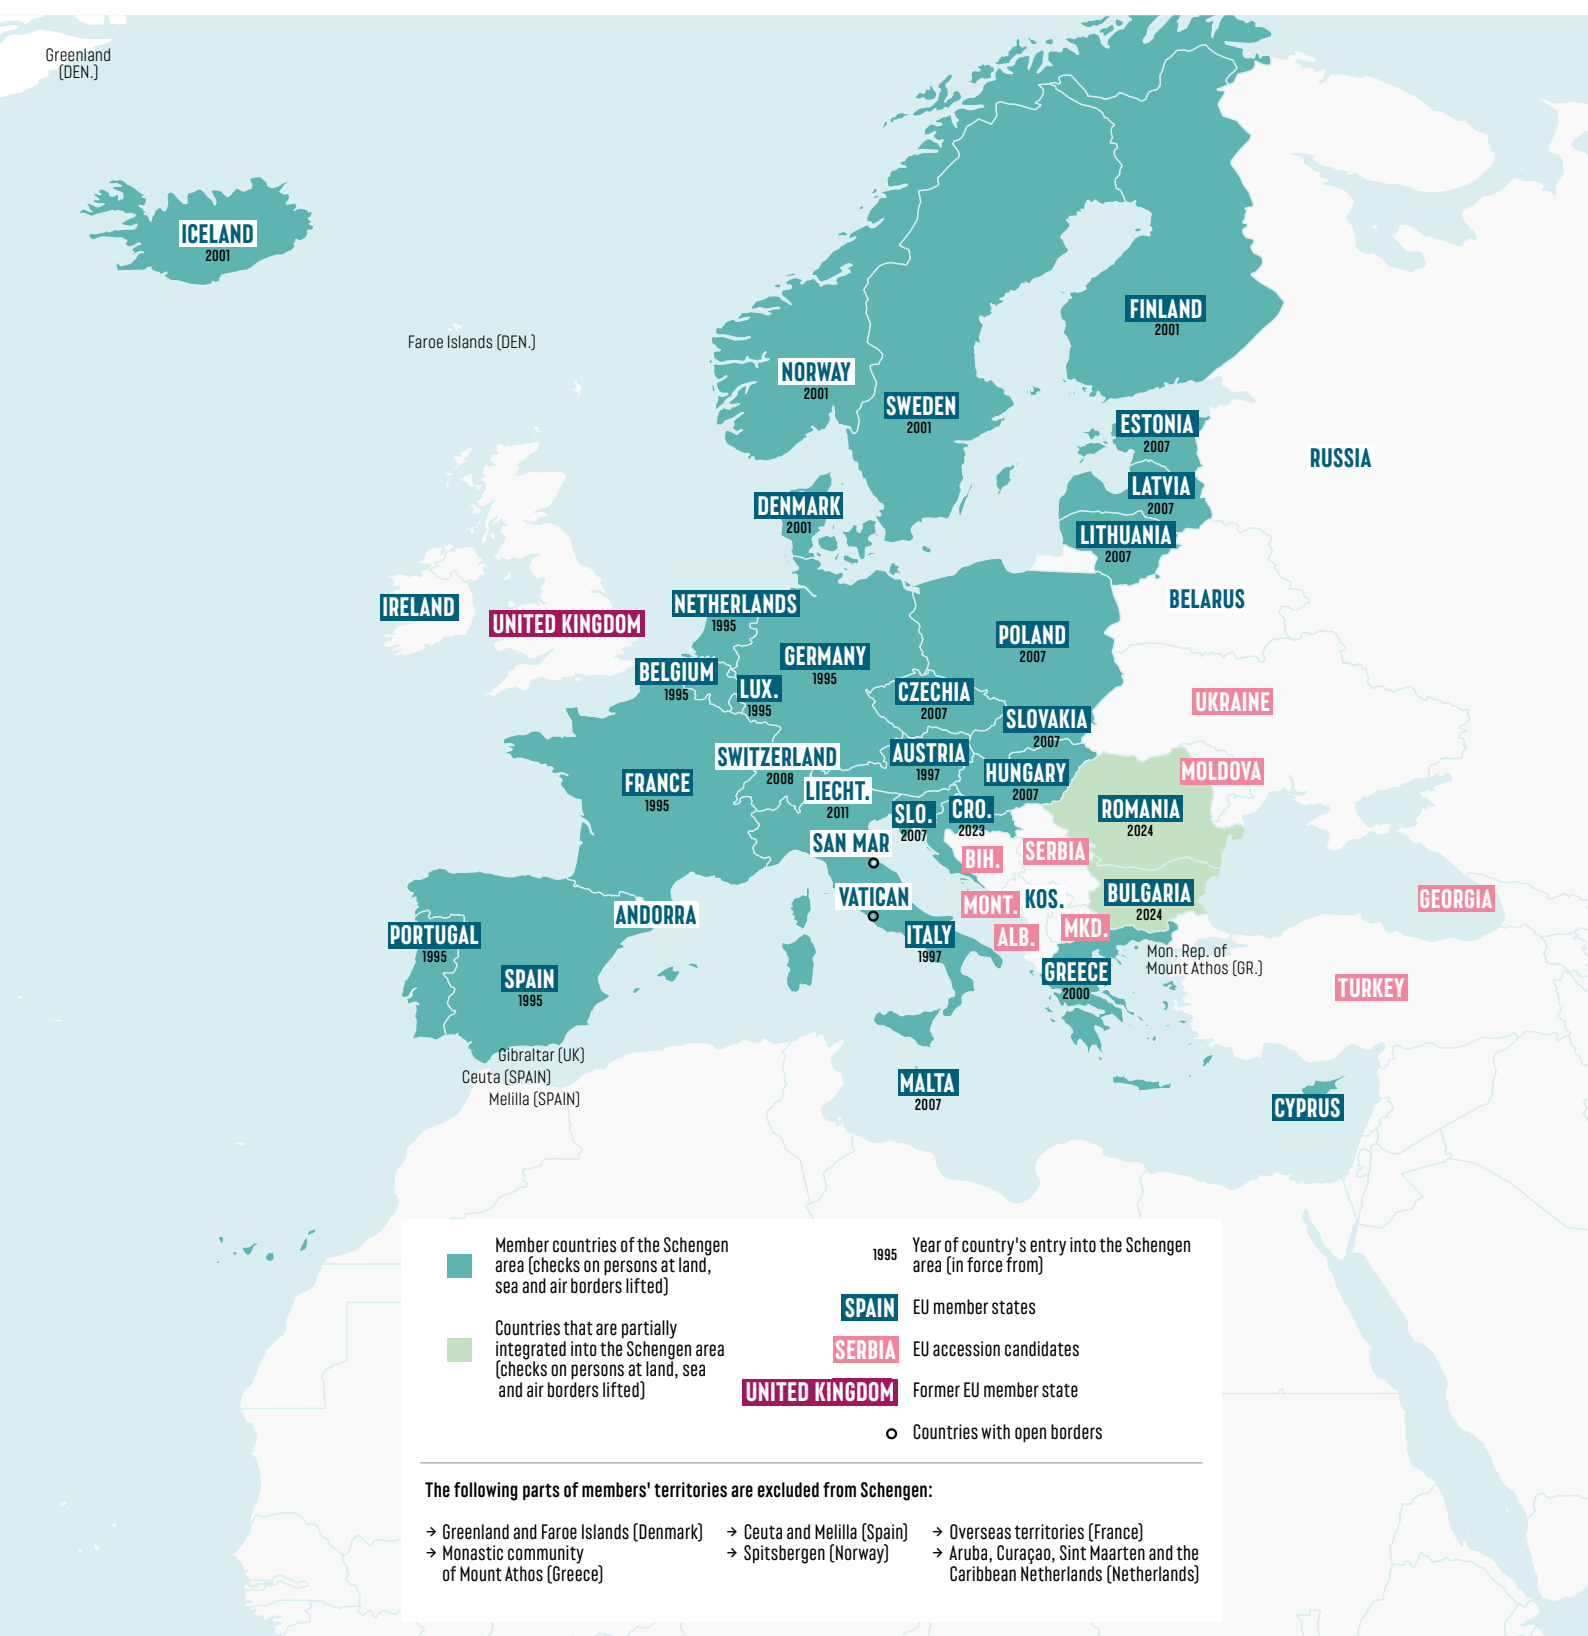 Greenland
(DEN.)
ICELAND
2001
Faroe Islands (DEN.)
FINLAND
2001
NORWAY
2001
SWEDEN
2001
ESTONIA
2007
RUSSIA
LATVIA
2007
DENMARK
2001
LITHUANIA
2007
BELARUS
IRELAND
UNITED KINGDOM
NETHERLANDS
1995
POLAND
2007
GERMANY
1995
BELGIUM
1995
LUX.
1995
CZECHIA
2007
UKRAINE
SLOVAKIA
2007
SWITZERLAND
2008
AUSTRIA
1997
HUNGARY
2007
MOLDOVA
FRANCE
1995
LIECHT.
2011
SLO.
2007
CRO.
2023
ROMANIA
2024
SAN MAR
BIH.
SERBIA
VATICAN
MONT.
KOS.
BULGARIA
2024
GEORGIA
ANDORRA
PORTUGAL
1995
ITALY
1997
ALB.
MKD.
Mon. Rep. of
Mount Athos (GR.)
SPAIN
1995
GREECE
2000
TURKEY
Gibraltar (UK)
Ceuta (SPAIN)
Melilla (SPAIN)
MALTA
2007
CYPRUS
Member countries of the Schengen
area (checks on persons at land,
sea and air borders lifted)
Countries that are partially
integrated into the Schengen area
(checks on persons at land, sea
and air borders lifted)
1995 Year of country's entry into the Schengen
area (in force from)
SPAIN EU member states
SERBIA EU accession candidates
UNITED KINGDOM Former EU member state
Countries with open borders
The following parts of members' territories are excluded from Schengen:
→ Greenland and Faroe Islands (Denmark)
→ Monastic community
of Mount Athos (Greece)
→ Ceuta and Melilla (Spain)
→ Spitsbergen (Norway)
→ Overseas territories (France)
→ Aruba, Curaçao, Sint Maarten and the
Caribbean Netherlands (Netherlands)